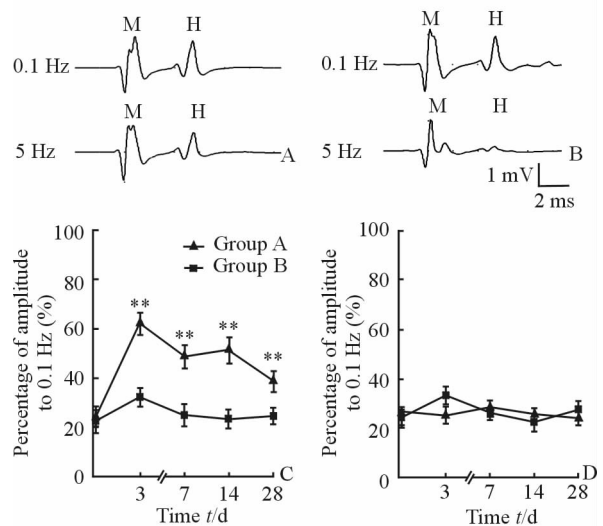 M H
0.1 Hz
M H
5 Hz A
M H
0.1 Hz
M H
5 Hz B
1 mV
2 ms
Percentage of amplitude
to 0.1 Hz (%)
100
80
60
40
20
0
Group A
Group B
**
**
**
**
3 7 14 28 C
Time t/d
Percentage of amplitude
to 0.1 Hz (%)
100
80
60
40
20
0
3 7 14 28 D
Time t/d